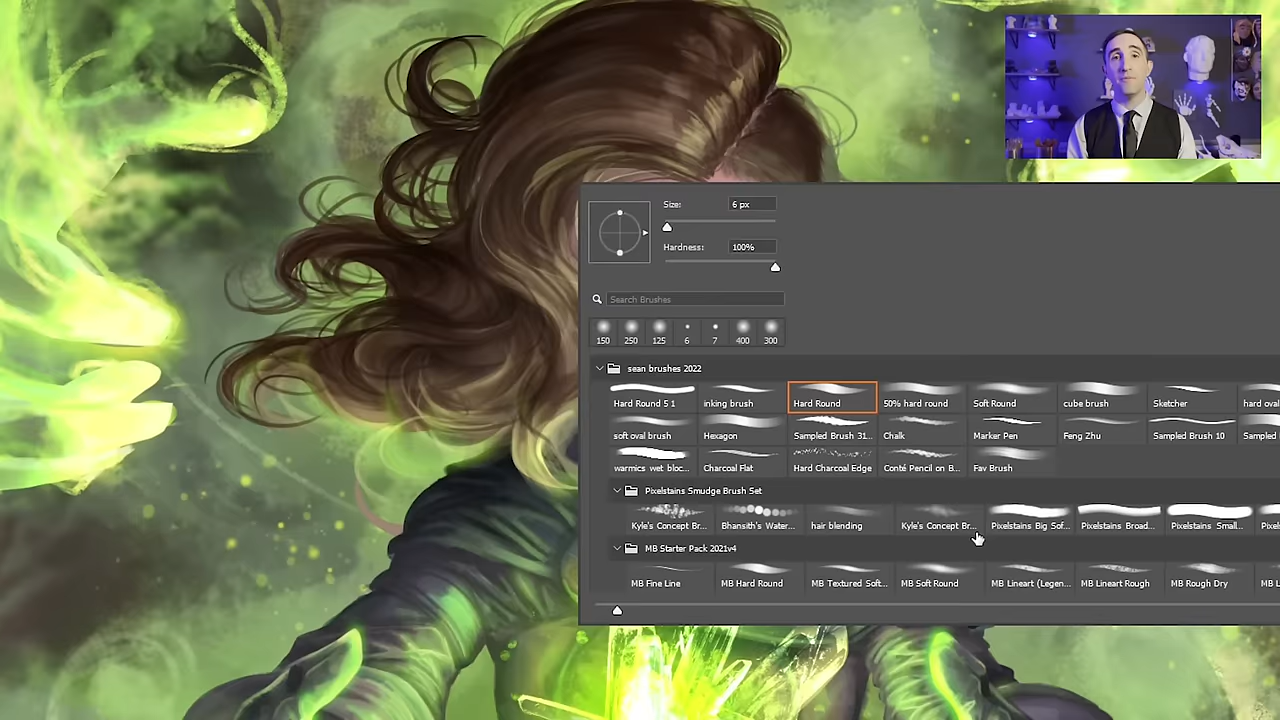 Size: 6 px
Hardness: 100%
Search Brushes
150 250 125 6 7 400 300
sean brushes 2022
Hard Round 5 1 inking brush Hard Round 50% hard round Soft Round cube brush Sketcher hard oval
soft oval brush Hexagon Sampled Brush 31... Chalk Marker Pen Feng Zhu Sampled Brush 10 Sampled
warmics wet bloc... Charcoal Flat Hard Charcoal Edge Conté Pencil on B... Fav Brush
Pixelstains Smudge Brush Set
Kyle's Concept Br... Bhansith's Water... hair blending Kyle's Concept Br... Pixelstains Big Sof... Pixelstains Broad... Pixelstains Small... Pixels
MB Starter Pack 2021v4
MB Fine Line MB Hard Round MB Textured Soft... MB Soft Round MB Lineart (Legen... MB Lineart Rough MB Rough Dry MB L